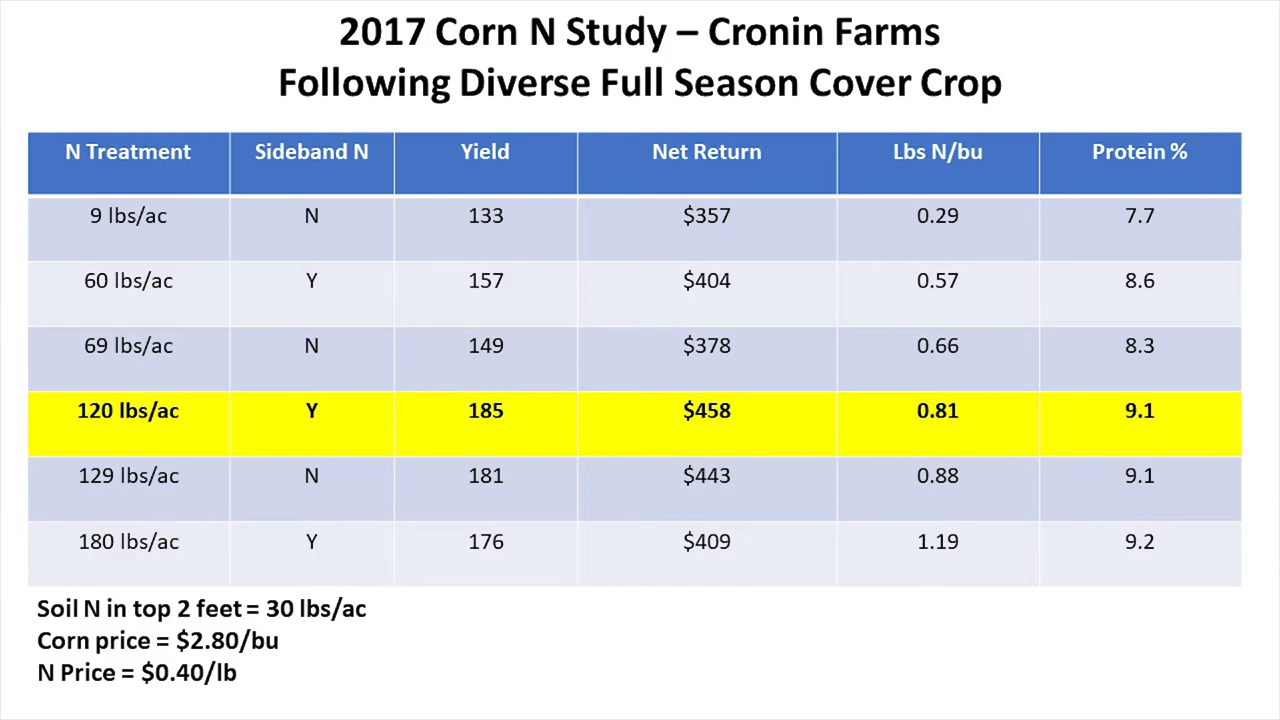 2017 Corn N Study – Cronin Farms
Following Diverse Full Season Cover Crop
N Treatment Sideband N Yield Net Return Lbs N/bu Protein %
9 lbs/ac N 133 $357 0.29 7.7
60 lbs/ac Y 157 $404 0.57 8.6
69 lbs/ac N 149 $378 0.66 8.3
120 lbs/ac Y 185 $458 0.81 9.1
129 lbs/ac N 181 $443 0.88 9.1
180 lbs/ac Y 176 $409 1.19 9.2
Soil N in top 2 feet = 30 lbs/ac
Corn price = $2.80/bu
N Price = $0.40/lb